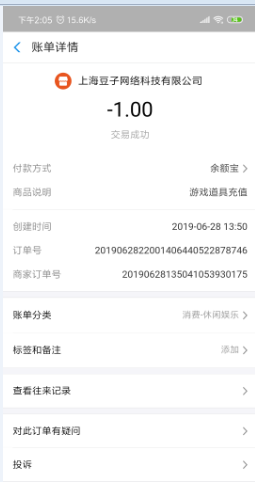 下午2:05 15.6K/s
账单详情
上海豆子网络科技有限公司
-1.00
交易成功
付款方式 余额宝
商品说明 游戏道具充值
创建时间 2019-06-28 13:50
订单号 2019062822001406440522878746
商家订单号 20190628135041053930175
账单分类 消费-休闲娱乐
标签和备注 添加
查看往来记录
对此订单有疑问
投诉